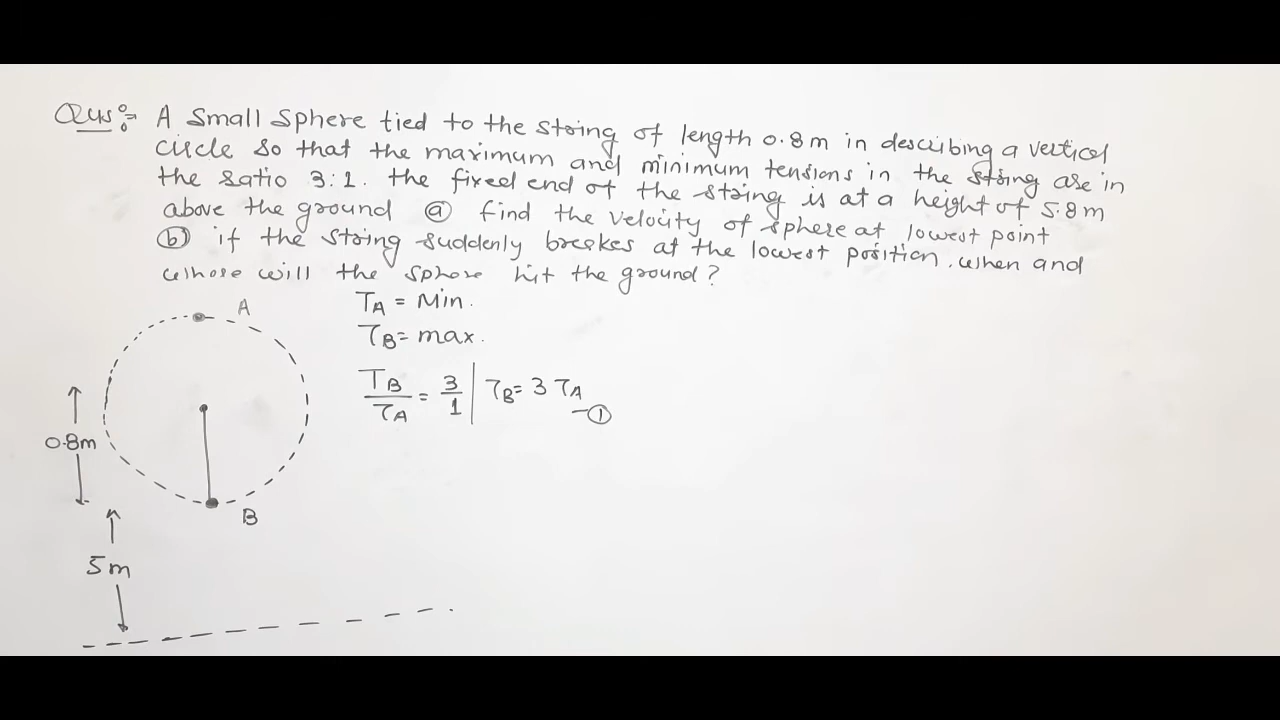 Qus:- A small sphere tied to the string of length 0.8m in describing a vertical
circle so that the maximum and minimum tensions in the string are in
the ratio 3:1. the fixed end of the string is at a height of 5.8m
above the ground (a) find the velocity of sphere at lowest point
(b) if the string suddenly breakes at the lowest position. when and
whose will the sphere hit the ground?
A
TA = Min.
TB = max.
TB/TA = 3/1 | TB = 3 TA
—①
0.8m
B
5m